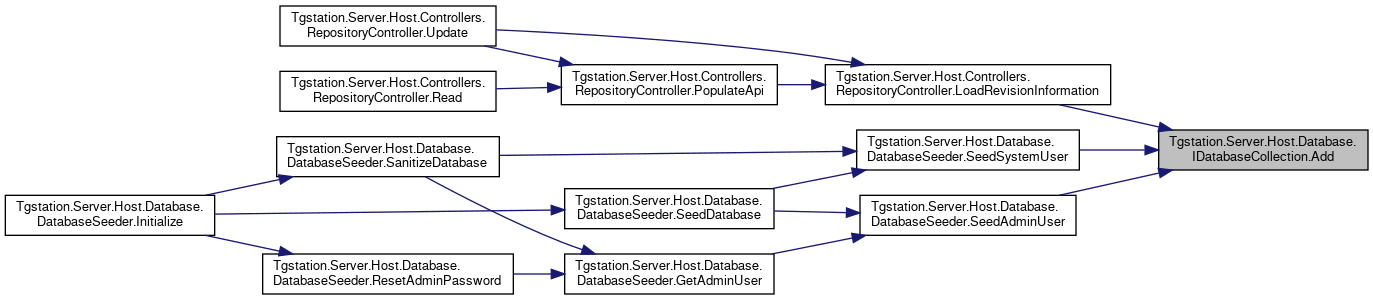 Tgstation.Server.Host.Controllers.
RepositoryController.Update
Tgstation.Server.Host.Controllers.
RepositoryController.Read
Tgstation.Server.Host.Controllers.
RepositoryController.PopulateApi
Tgstation.Server.Host.Controllers.
RepositoryController.LoadRevisionInformation
Tgstation.Server.Host.Database.
IDatabaseCollection.Add
Tgstation.Server.Host.Database.
DatabaseSeeder.SanitizeDatabase
Tgstation.Server.Host.Database.
DatabaseSeeder.SeedSystemUser
Tgstation.Server.Host.Database.
DatabaseSeeder.Initialize
Tgstation.Server.Host.Database.
DatabaseSeeder.SeedDatabase
Tgstation.Server.Host.Database.
DatabaseSeeder.SeedAdminUser
Tgstation.Server.Host.Database.
DatabaseSeeder.ResetAdminPassword
Tgstation.Server.Host.Database.
DatabaseSeeder.GetAdminUser